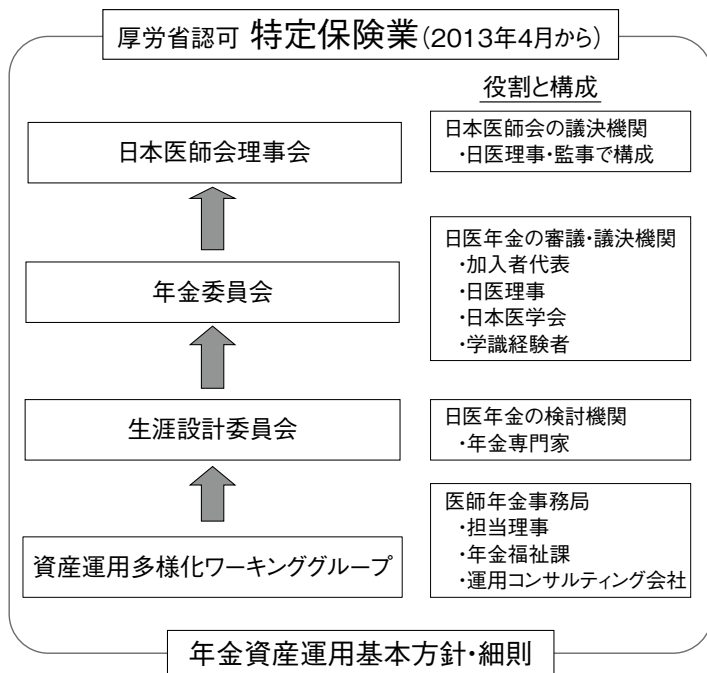 厚労省認可 特定保険業(2013年4月から)
役割と構成
日本医師会理事会
日本医師会の議決機関
・日医理事・監事で構成
年金委員会
日医年金の審議・議決機関
・加入者代表
・日医理事
・日本医学会
・学識経験者
生涯設計委員会
日医年金の検討機関
・年金専門家
資産運用多様化ワーキンググループ
医師年金事務局
・担当理事
・年金福祉課
・運用コンサルティング会社
年金資産運用基本方針・細則